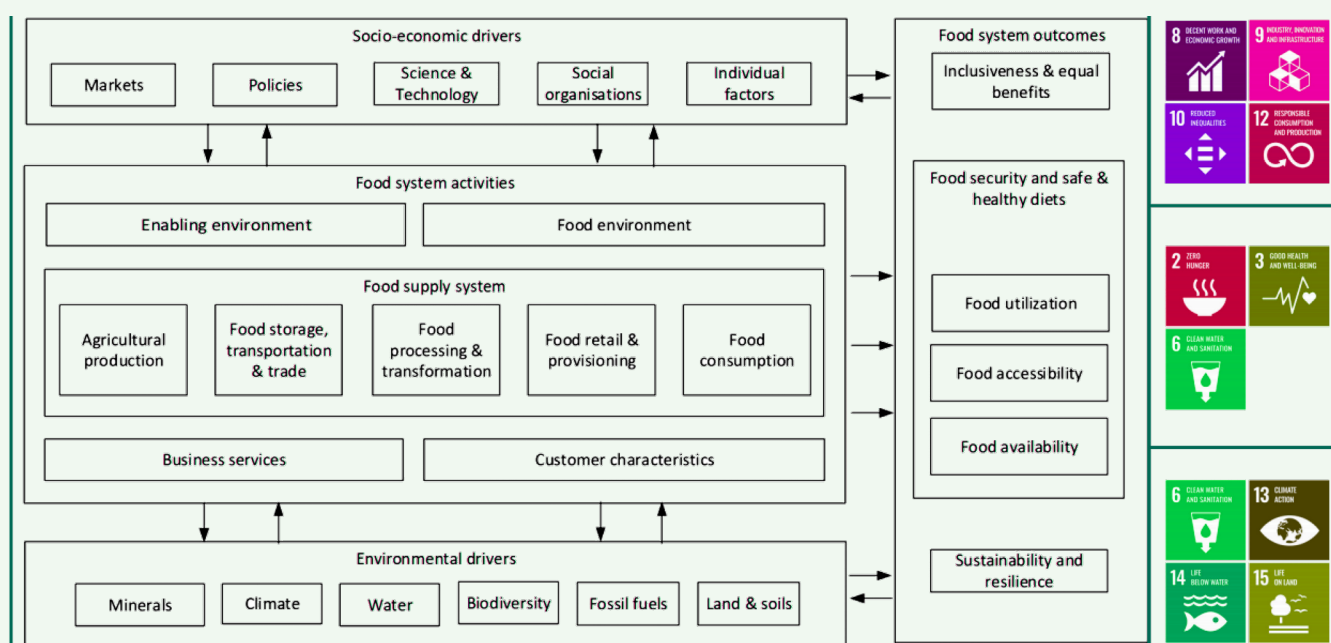 Socio-economic drivers
Markets
Policies
Science &
Technology
Social
organisations
Individual
factors
Food system activities
Enabling environment
Food environment
Food supply system
Agricultural
production
Food storage,
transportation
& trade
Food
processing &
transformation
Food retail &
provisioning
Food
consumption
Business services
Customer characteristics
Environmental drivers
Minerals
Climate
Water
Biodiversity
Fossil fuels
Land & soils
Food system outcomes
Inclusiveness & equal
benefits
Food security and safe &
healthy diets
Food utilization
Food accessibility
Food availability
Sustainability and
resilience
8 DECENT WORK AND
ECONOMIC GROWTH
9 INDUSTRY, INNOVATION
AND INFRASTRUCTURE
10 REDUCED
INEQUALITIES
12 RESPONSIBLE
CONSUMPTION
AND PRODUCTION
2 ZERO
HUNGER
3 GOOD HEALTH
AND WELL-BEING
6 CLEAN WATER
AND SANITATION
6 CLEAN WATER
AND SANITATION
13 CLIMATE
ACTION
14 LIFE
BELOW WATER
15 LIFE
ON LAND